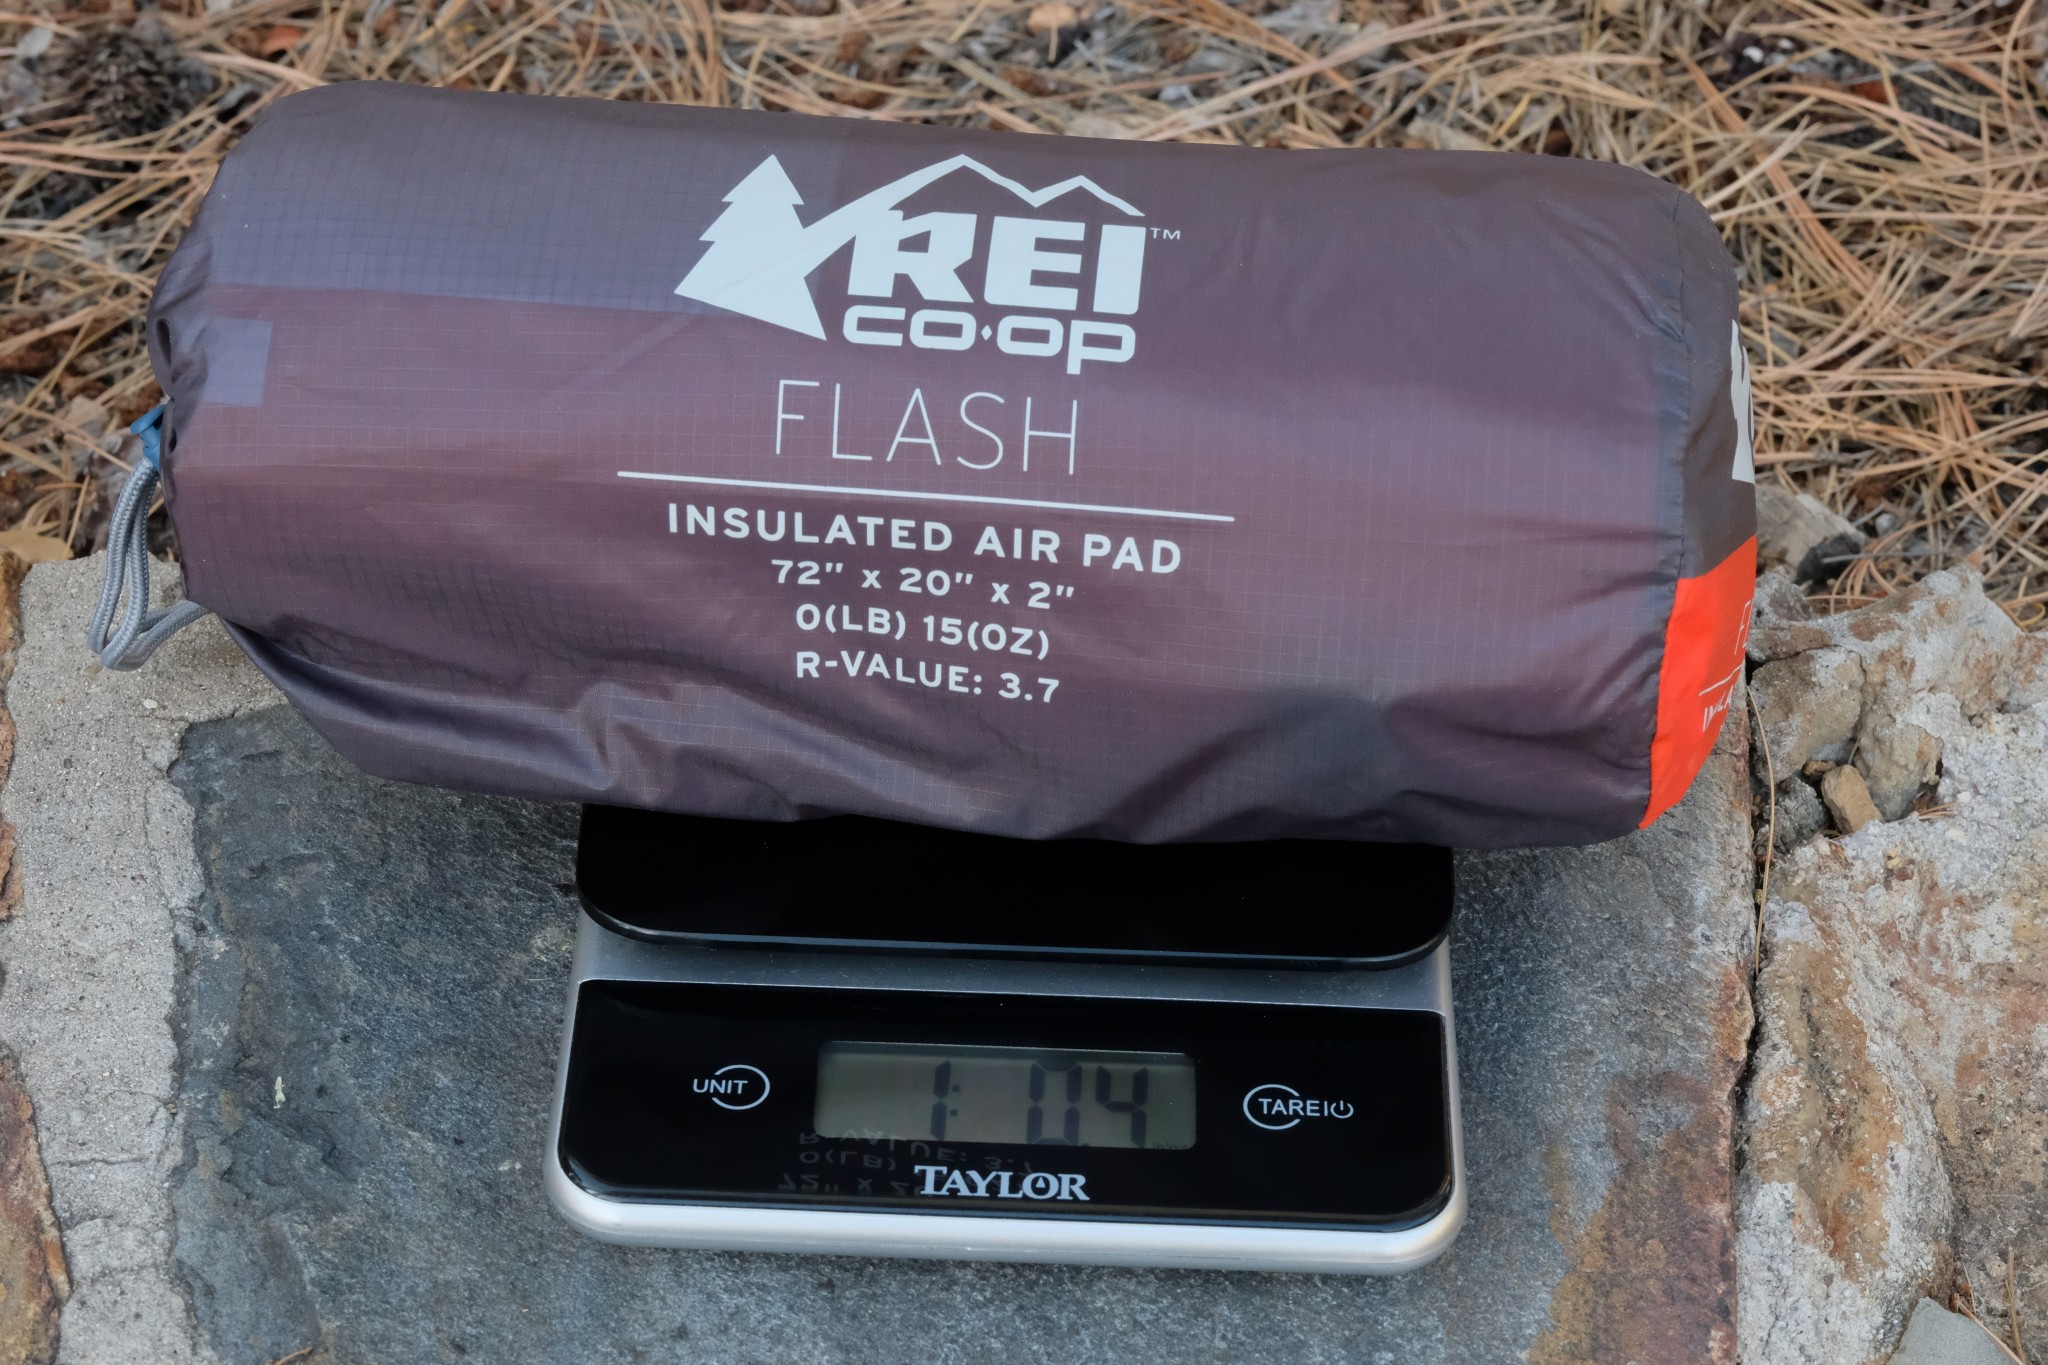 REI™
CO·OP
FLASH
INSULATED AIR PAD
72" x 20" x 2"
0(LB) 15(OZ)
R-VALUE: 3.7
UNIT
1: 04
TARE|⏻
TAYLOR